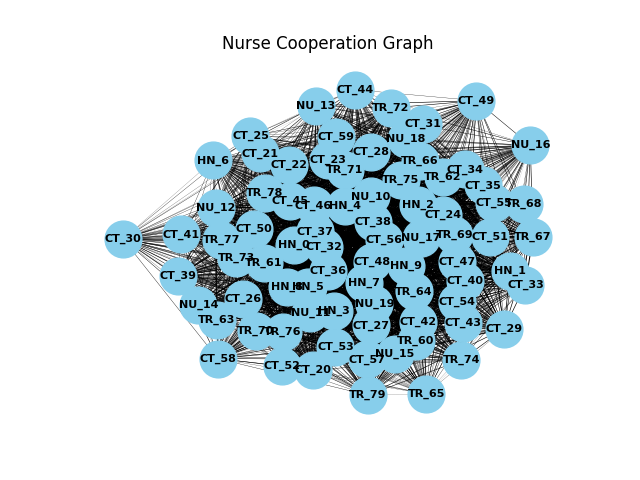 Nurse Cooperation Graph
CT_44
CT_49
NU_13
TR_72
CT_31
CT_25
CT_59
NU_18
NU_16
CT_21
CT_28
HN_6
CT_23
TR_66
CT_22
TR_71
CT_34
TR_62
TR_75
CT_35
TR_78
NU_10
CT_45
CT_46
HN_4
HN_2
CT_55
TR_68
NU_12
CT_24
CT_38
CT_30
CT_41
CT_50
CT_37
TR_77
CT_56
NU_17
TR_69
CT_51
TR_67
HN_0
CT_32
TR_73
TR_61
CT_48
HN_9
CT_47
CT_36
HN_1
CT_39
CT_40
CT_33
HN_7
HN_8
HN_5
TR_64
CT_26
NU_14
NU_19
CT_54
HN_3
TR_63
CT_27
CT_42
CT_43
CT_29
TR_70
TR_76
TR_60
CT_53
NU_15
CT_58
CT_57
TR_74
CT_52
CT_20
TR_79
TR_65